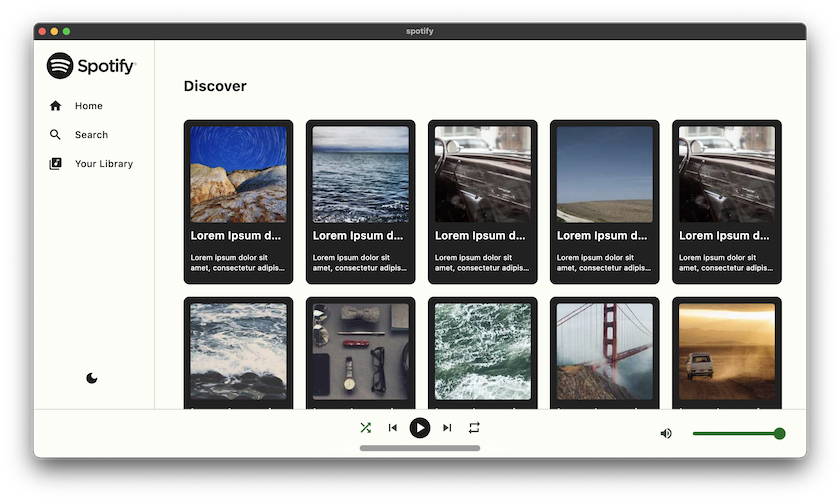 spotify
Spotify
Home
Search
Your Library
Discover
Lorem Ipsum d...
Lorem ipsum dolor sit
amet, consectetur adipis...
Lorem Ipsum d...
Lorem ipsum dolor sit
amet, consectetur adipis...
Lorem Ipsum d...
Lorem ipsum dolor sit
amet, consectetur adipis...
Lorem Ipsum d...
Lorem ipsum dolor sit
amet, consectetur adipis...
Lorem Ipsum d...
Lorem ipsum dolor sit
amet, consectetur adipis...